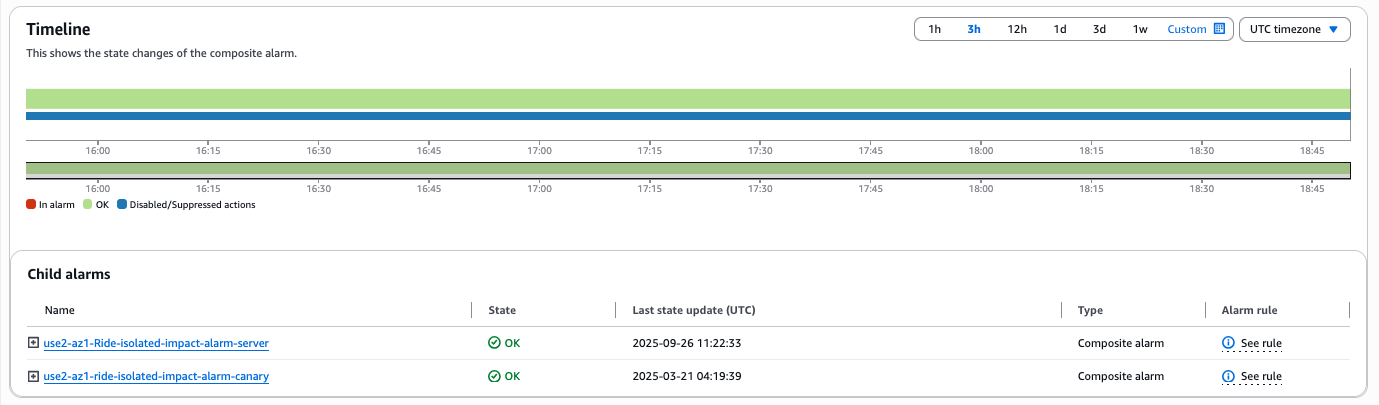 Timeline
1h 3h 12h 1d 3d 1w Custom UTC timezone
This shows the state changes of the composite alarm.
16:00 16:15 16:30 16:45 17:00 17:15 17:30 17:45 18:00 18:15 18:30 18:45
16:00 16:15 16:30 16:45 17:00 17:15 17:30 17:45 18:00 18:15 18:30 18:45
In alarm OK Disabled/Suppressed actions
Child alarms
Name State Last state update (UTC) Type Alarm rule
use2-az1-Ride-isolated-impact-alarm-server OK 2025-09-26 11:22:33 Composite alarm See rule
use2-az1-ride-isolated-impact-alarm-canary OK 2025-03-21 04:19:39 Composite alarm See rule